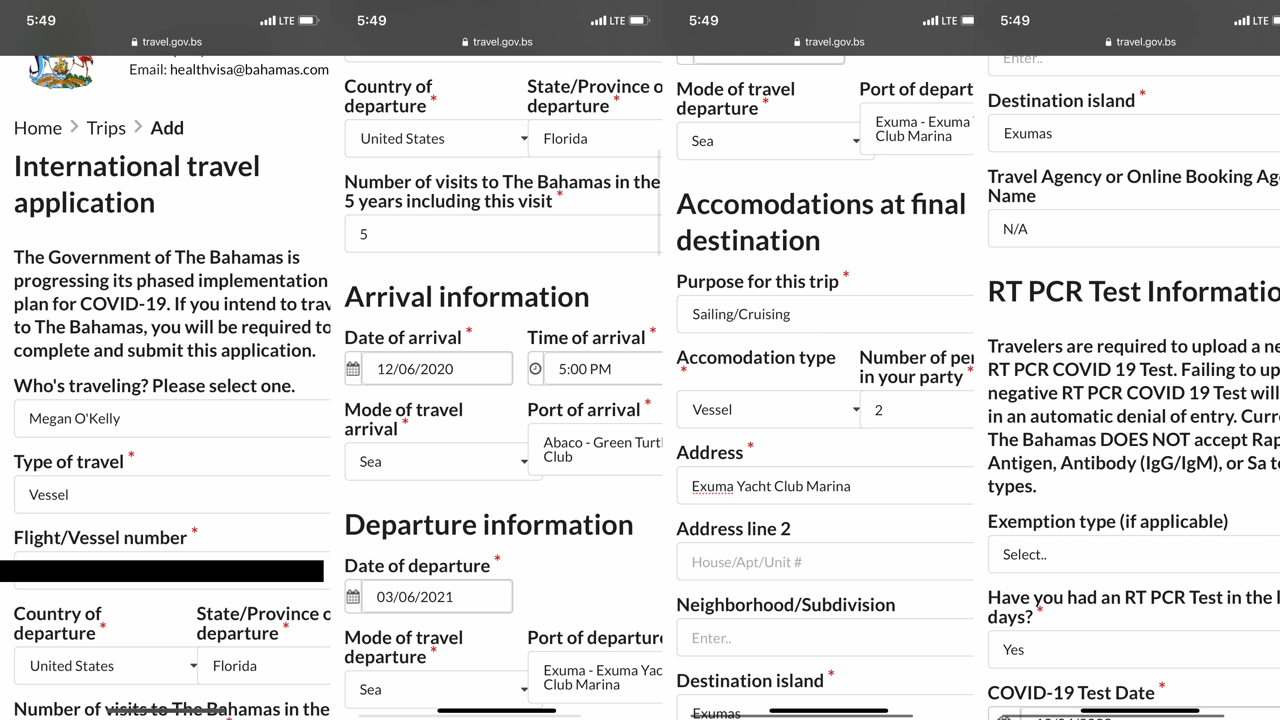 5:49
LTE
travel.gov.bs
Email: healthvisa@bahamas.com
Home > Trips > Add
International travel
application
The Government of The Bahamas is
progressing its phased implementation
plan for COVID-19. If you intend to trav
to The Bahamas, you will be required to
complete and submit this application.
Who's traveling? Please select one.
Megan O'Kelly
Type of travel *
Vessel
Flight/Vessel number *
Country of
departure *
State/Province o
departure *
United States
Florida
Number of visits to The Bahamas in the
5:49
LTE
travel.gov.bs
Country of
departure *
State/Province o
departure *
United States
Florida
Number of visits to The Bahamas in the
5 years including this visit *
5
Arrival information
Date of arrival *
Time of arrival *
12/06/2020
5:00 PM
Mode of travel
arrival *
Port of arrival *
Sea
Abaco - Green Turtl
Club
Departure information
Date of departure *
03/06/2021
Mode of travel
departure *
Port of departure
Sea
Exuma - Exuma Yac
Club Marina
5:49
LTE
travel.gov.bs
Mode of travel
departure *
Port of depart
Sea
Exuma - Exuma Y
Club Marina
Accomodations at final
destination
Purpose for this trip *
Sailing/Cruising
Accomodation type
*
Number of per
in your party *
Vessel
2
Address *
Exuma Yacht Club Marina
Address line 2
House/Apt/Unit #
Neighborhood/Subdivision
Enter..
Destination island *
Exumas
5:49
LTE
travel.gov.bs
Enter..
Destination island *
Exumas
Travel Agency or Online Booking Age
Name
N/A
RT PCR Test Informatio
Travelers are required to upload a ne
RT PCR COVID 19 Test. Failing to up
negative RT PCR COVID 19 Test will
in an automatic denial of entry. Curre
The Bahamas DOES NOT accept Rap
Antigen, Antibody (IgG/IgM), or Sa te
types.
Exemption type (if applicable)
Select..
Have you had an RT PCR Test in the l
days? *
Yes
COVID-19 Test Date *